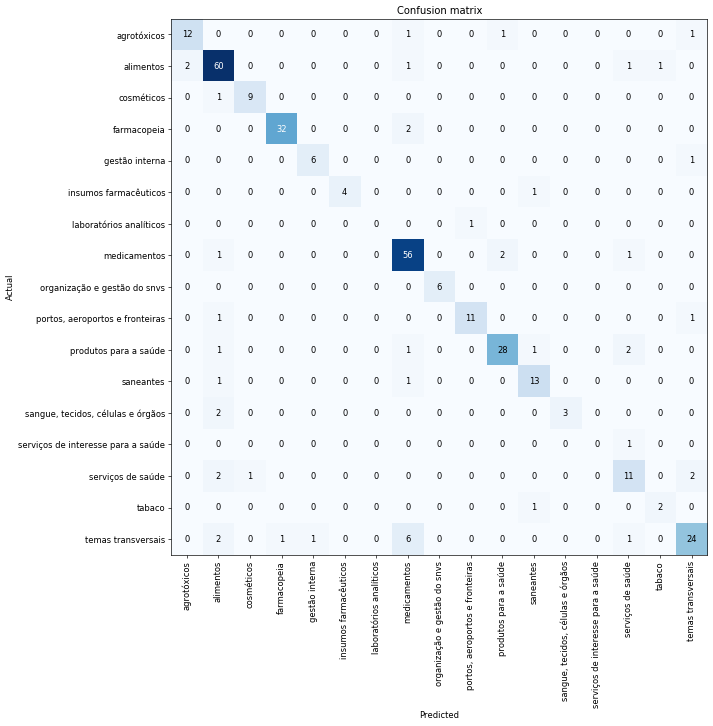 Confusion matrix
agrotóxicos 12 0 0 0 0 0 0 1 0 0 1 0 0 0 0 0 1
alimentos 2 60 0 0 0 0 0 1 0 0 0 0 0 0 1 1 0
cosméticos 0 1 9 0 0 0 0 0 0 0 0 0 0 0 0 0 0
farmacopeia 0 0 0 32 0 0 0 2 0 0 0 0 0 0 0 0 0
gestão interna 0 0 0 0 6 0 0 0 0 0 0 0 0 0 0 0 1
insumos farmacêuticos 0 0 0 0 0 4 0 0 0 0 0 1 0 0 0 0 0
laboratórios analíticos 0 0 0 0 0 0 0 0 0 1 0 0 0 0 0 0 0
medicamentos 0 1 0 0 0 0 0 56 0 0 2 0 0 0 1 0 0
organização e gestão do snvs 0 0 0 0 0 0 0 0 6 0 0 0 0 0 0 0 0
portos, aeroportos e fronteiras 0 1 0 0 0 0 0 0 0 11 0 0 0 0 0 0 1
produtos para a saúde 0 1 0 0 0 0 0 1 0 0 28 1 0 0 2 0 0
saneantes 0 1 0 0 0 0 0 1 0 0 0 13 0 0 0 0 0
sangue, tecidos, células e órgãos 0 2 0 0 0 0 0 0 0 0 0 0 3 0 0 0 0
serviços de interesse para a saúde 0 0 0 0 0 0 0 0 0 0 0 0 0 0 1 0 0
serviços de saúde 0 2 1 0 0 0 0 0 0 0 0 0 0 0 11 0 2
tabaco 0 0 0 0 0 0 0 0 0 0 0 1 0 0 0 2 0
temas transversais 0 2 0 1 1 0 0 6 0 0 0 0 0 0 1 0 24
Actual
agrotóxicos
alimentos
cosméticos
farmacopeia
gestão interna
insumos farmacêuticos
laboratórios analíticos
medicamentos
organização e gestão do snvs
portos, aeroportos e fronteiras
produtos para a saúde
saneantes
sangue, tecidos, células e órgãos
serviços de interesse para a saúde
serviços de saúde
tabaco
temas transversais
Predicted